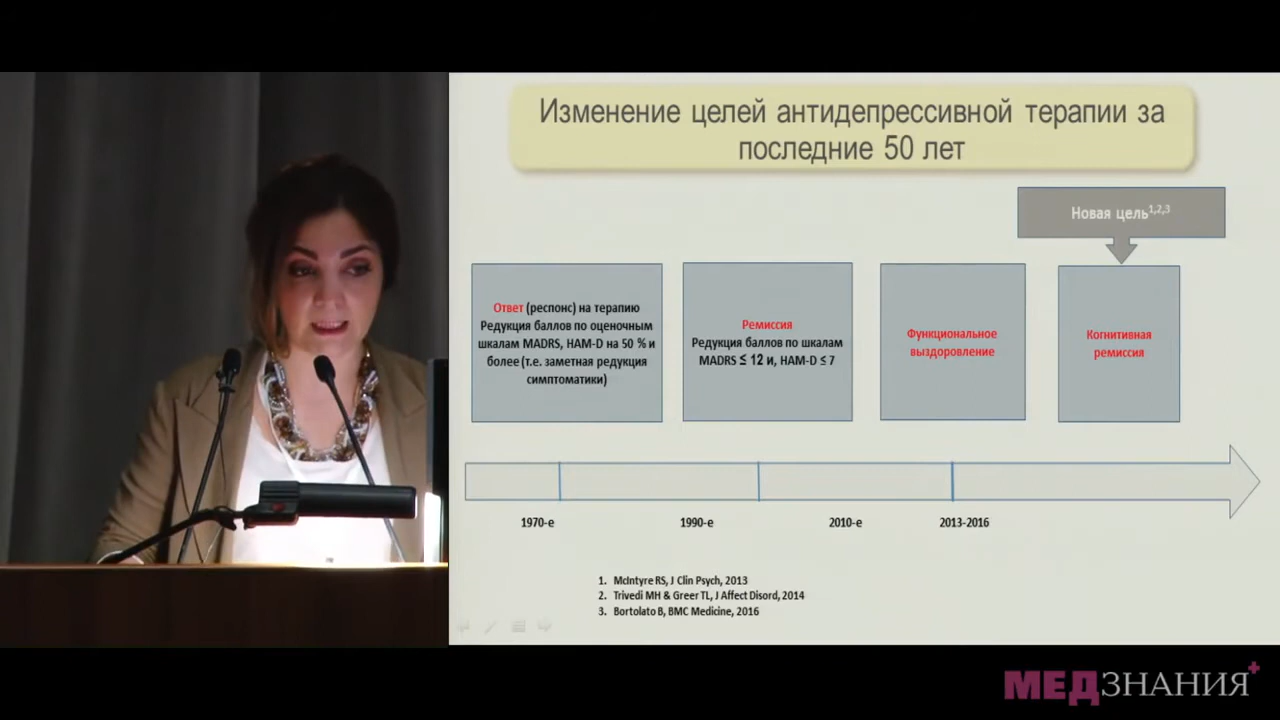 Изменение целей антидепрессивной терапии за
последние 50 лет
Новая цель1,2,3
Ответ (респонс) на терапию
Редукция баллов по оценочным
шкалам MADRS, HAM-D на 50 % и
более (т.е. заметная редукция
симптоматики)
Ремиссия
Редукция баллов по шкалам
MADRS ≤ 12 и, HAM-D ≤ 7
Функциональное
выздоровление
Когнитивная
ремиссия
1970-е
1990-е
2010-е
2013-2016
1. McIntyre RS, J Clin Psych, 2013
2. Trivedi MH & Greer TL, J Affect Disord, 2014
3. Bortolato B, BMC Medicine, 2016
МЕДЗНАНИЯ+